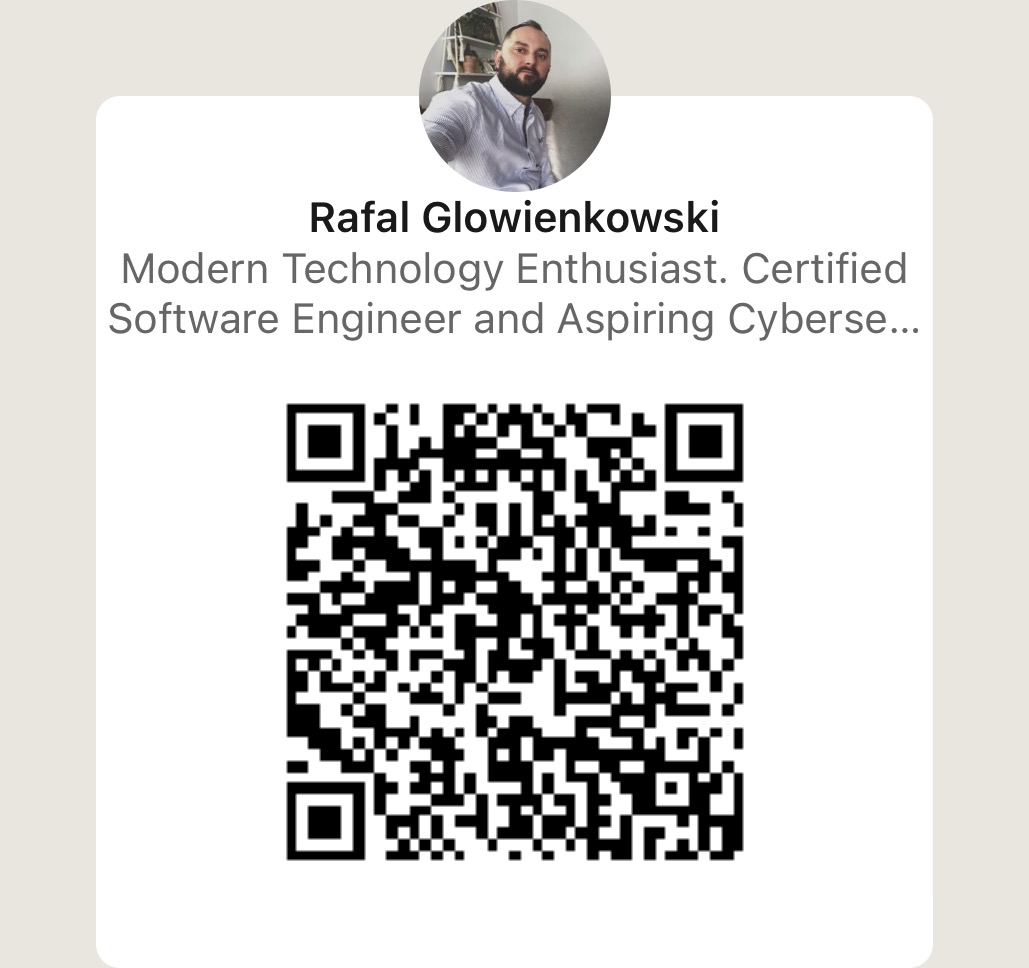 Rafal Glowienkowski
Modern Technology Enthusiast. Certified
Software Engineer and Aspiring Cyberse...